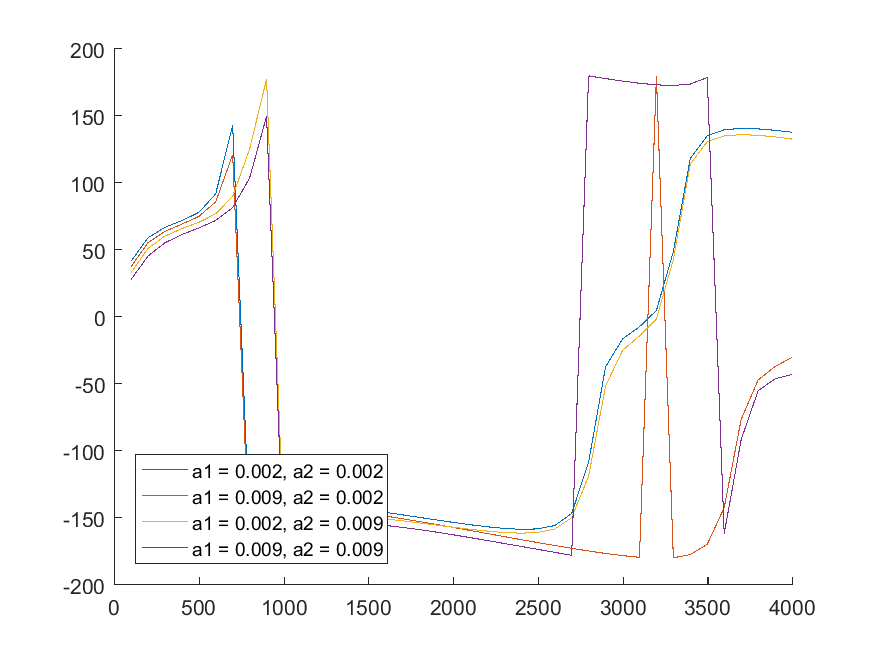 200
150
100
50
0
-50
-100
-150
-200
a1 = 0.002, a2 = 0.002
a1 = 0.009, a2 = 0.002
a1 = 0.002, a2 = 0.009
a1 = 0.009, a2 = 0.009
0 500 1000 1500 2000 2500 3000 3500 4000